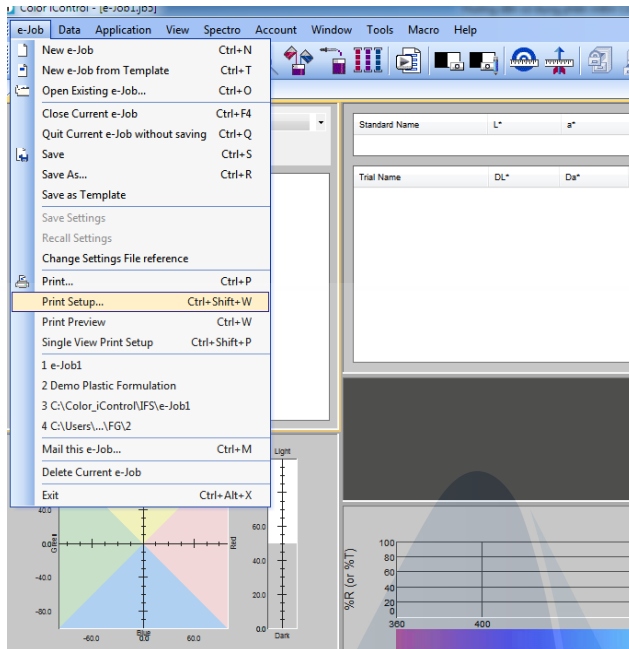 Color iControl - [e-Job1.jb5]
e-Job Data Application View Spectro Account Window Tools Macro Help
New e-Job Ctrl+N
New e-Job from Template Ctrl+T
Open Existing e-Job... Ctrl+O
Close Current e-Job Ctrl+F4
Quit Current e-Job without saving Ctrl+Q
Save Ctrl+S
Save As... Ctrl+R
Save as Template
Save Settings
Recall Settings
Change Settings File reference
Print... Ctrl+P
Print Setup... Ctrl+Shift+W
Print Preview Ctrl+W
Single View Print Setup Ctrl+Shift+P
1 e-Job1
2 Demo Plastic Formulation
3 C:\Color_iControl\IFS\e-Job1
4 C:\Users\...\FG\2
Mail this e-Job... Ctrl+M
Delete Current e-Job
Exit Ctrl+Alt+X
Standard Name L* a*
Trial Name DL* Da*
40.0
0.0
-40.0
-80.0
Green
Red
Blue
-60.0 0.0 60.0
Light
60.0
40.0
20.0
0.0
Dark
%R (or %T)
100
80
60
40
20
0
360 400